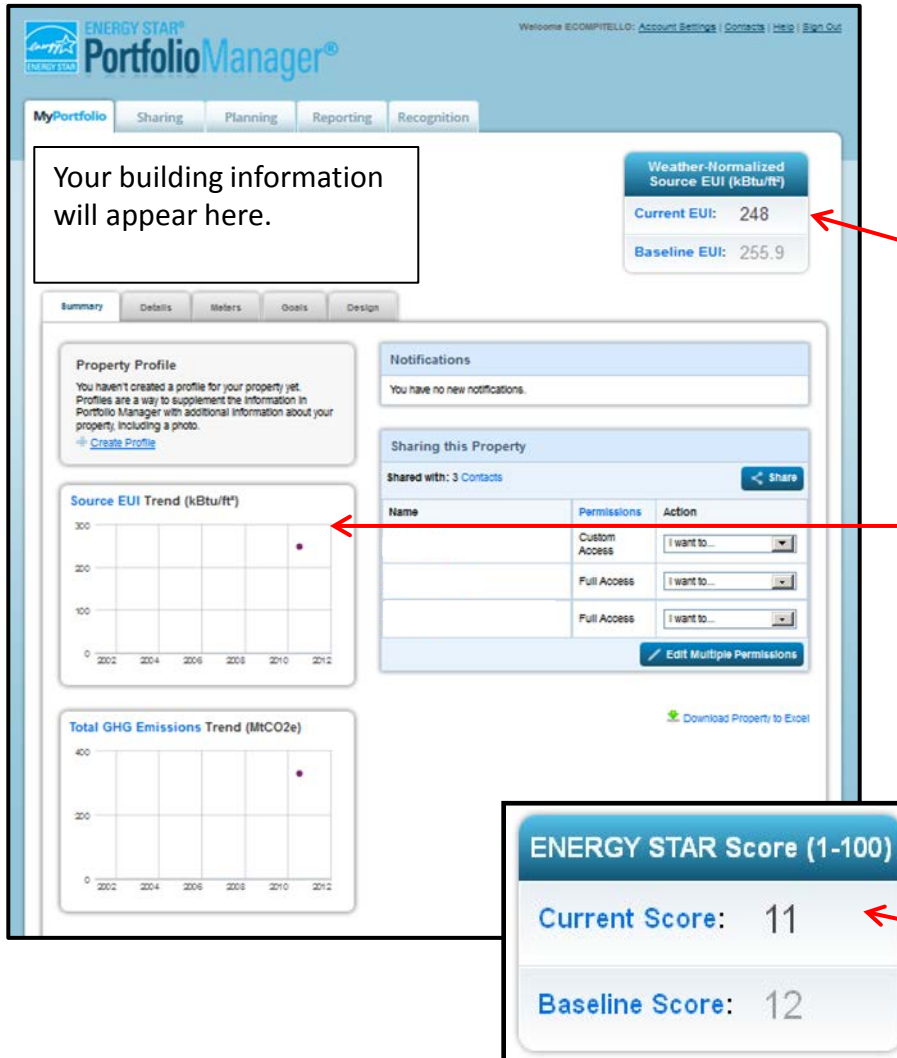 ENERGY STAR®
PortfolioManager®
energy STAR
ENERGY STAR
Welcome ECOMPITELLO: Account Settings | Contacts | Help | Sign Out
MyPortfolio Sharing Planning Reporting Recognition
Your building information
will appear here.
Weather-Normalized
Source EUI (kBtu/ft²)
Current EUI: 248
Baseline EUI: 255.9
Summary Details Meters Goals Design
Property Profile
You haven't created a profile for your property yet.
Profiles are a way to supplement the information in
Portfolio Manager with additional information about your
property, including a photo.
Create Profile
Notifications
You have no new notifications.
Sharing this Property
Shared with: 3 Contacts
Share
Name Permissions Action
Custom
Access
I want to...
Full Access I want to...
Full Access I want to...
Edit Multiple Permissions
Download Property to Excel
Source EUI Trend (kBtu/ft²)
300
200
100
0
2002 2004 2006 2008 2010 2012
Total GHG Emissions Trend (MtCO2e)
400
200
0
2002 2004 2006 2008 2010 2012
ENERGY STAR Score (1-100)
Current Score: 11
Baseline Score: 12